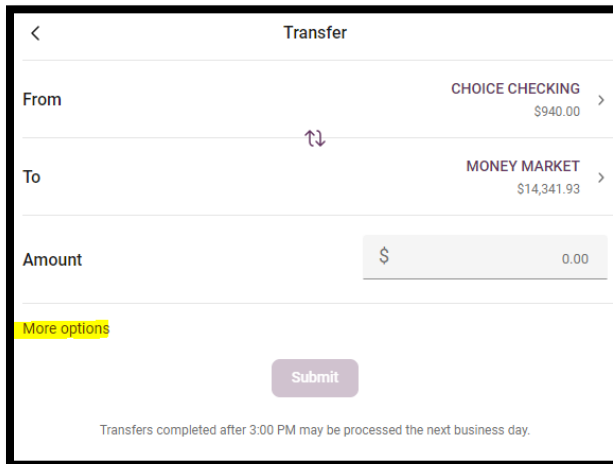 Transfer
From
CHOICE CHECKING
$940.00
To
MONEY MARKET
$14,341.93
Amount
$ 0.00
More options
Submit
Transfers completed after 3:00 PM may be processed the next business day.